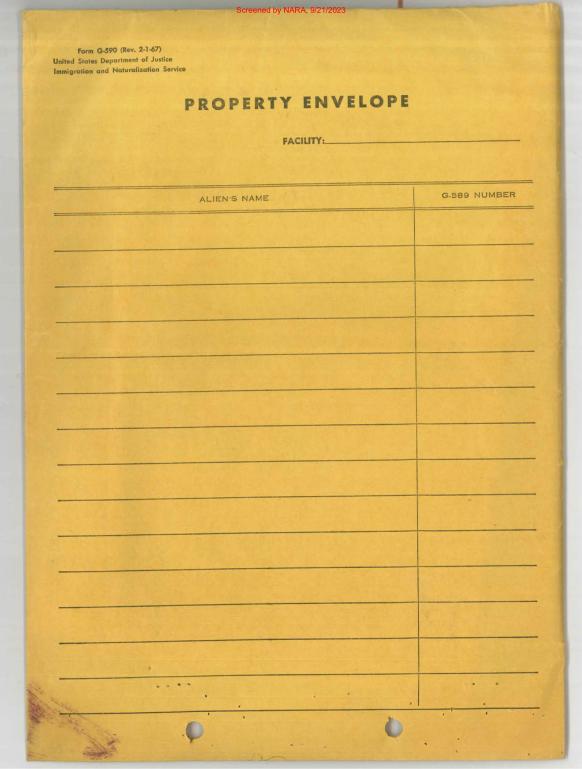 Screened by NARA, 9/21/2023
Form G-590 (Rev. 2-1-67)
United States Department of Justice
Immigration and Naturalization Service
PROPERTY ENVELOPE
FACILITY:
ALIEN'S NAME
G-589 NUMBER